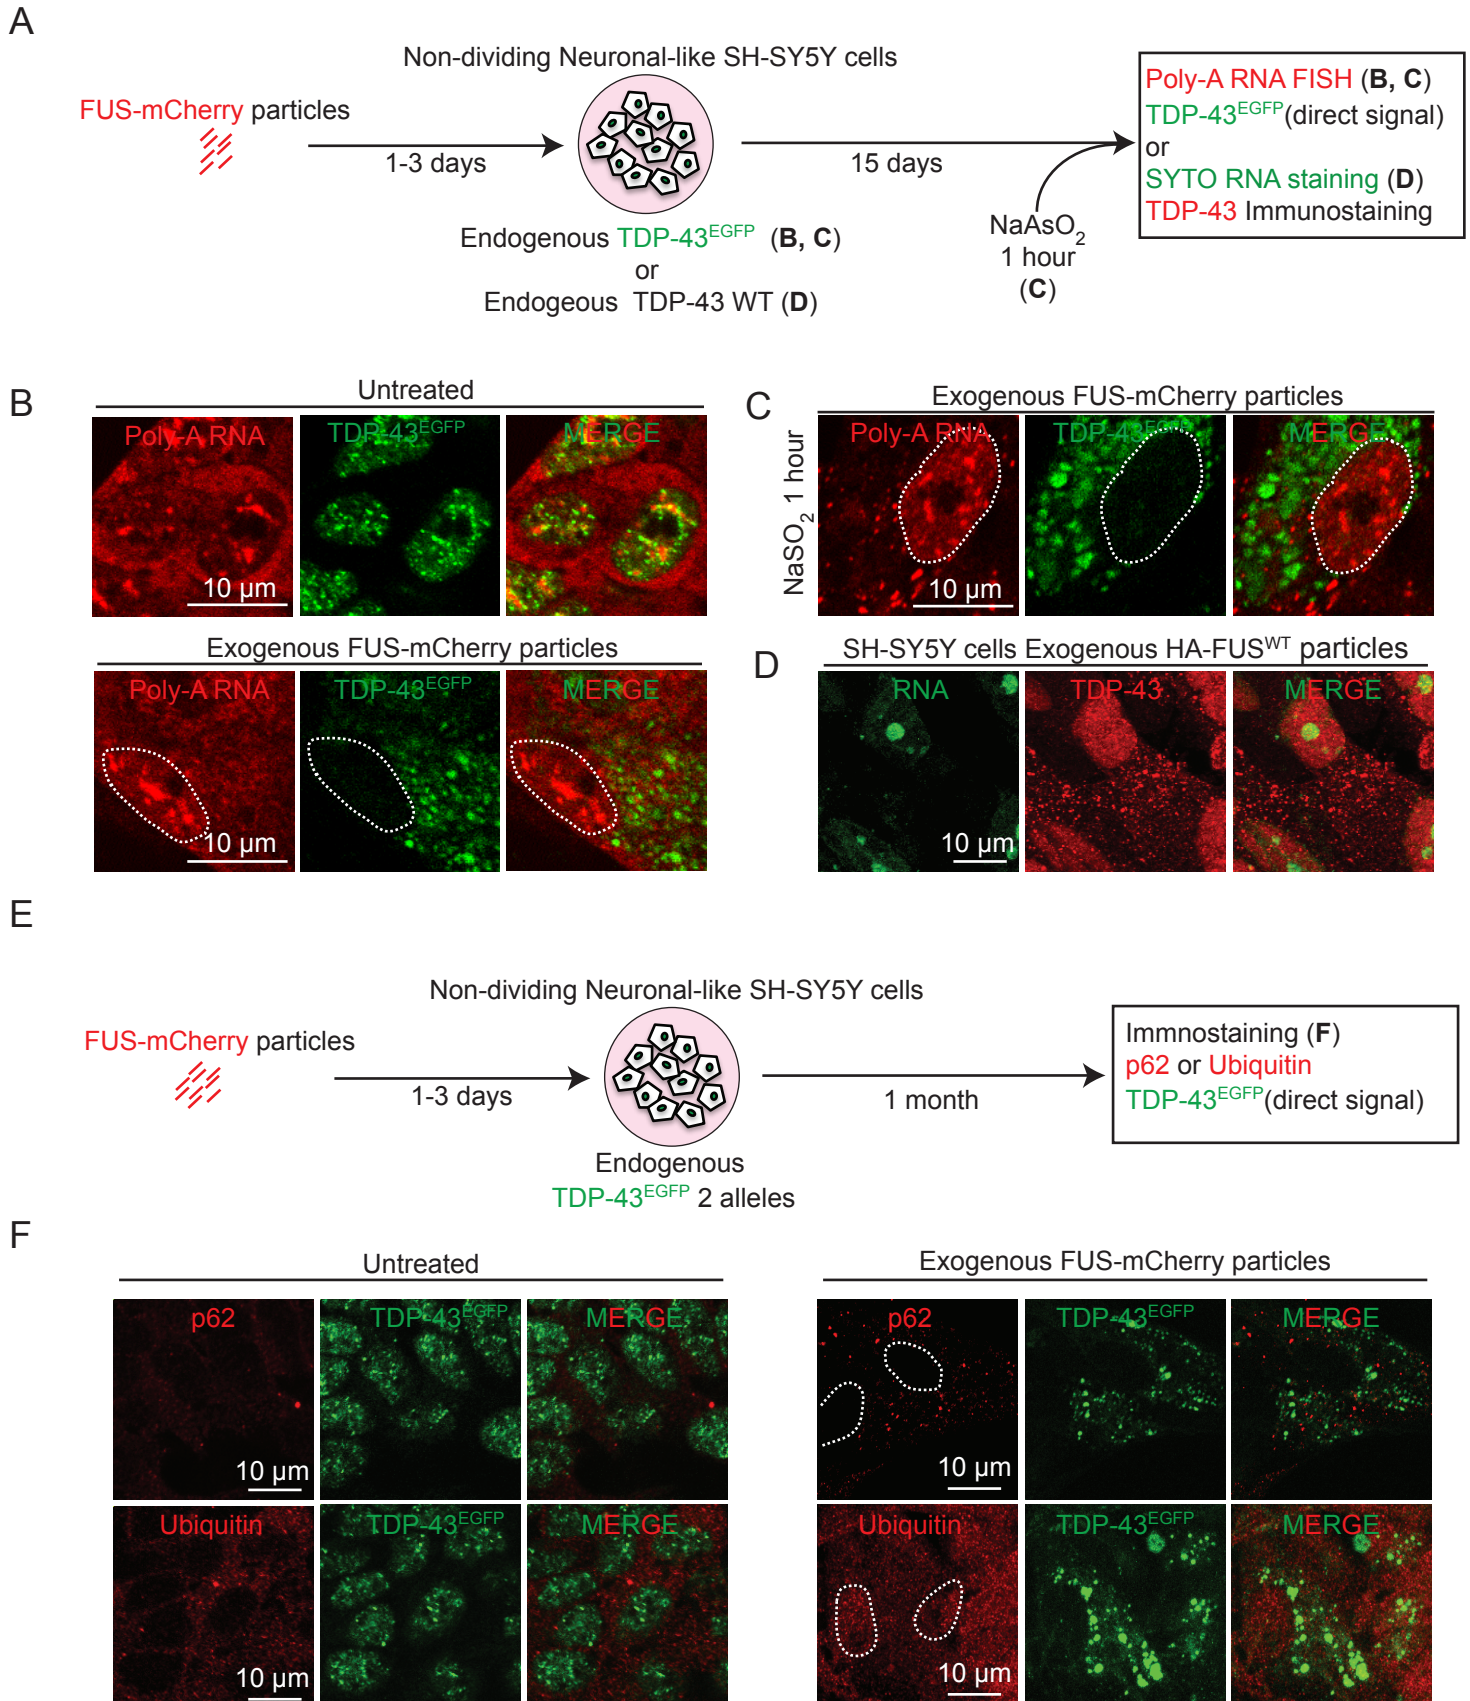 A
Non-dividing Neuronal-like SH-SY5Y cells
FUS-mCherry particles
1-3 days
15 days
Endogenous TDP-43EGFP (B, C)
or
Endogeous TDP-43 WT (D)
NaAsO2
1 hour
(C)
Poly-A RNA FISH (B, C)
TDP-43EGFP(direct signal)
or
SYTO RNA staining (D)
TDP-43 Immunostaining
B
Untreated
Poly-A RNA
TDP-43EGFP
MERGE
10 µm
Exogenous FUS-mCherry particles
Poly-A RNA
TDP-43EGFP
MERGE
10 µm
C
Exogenous FUS-mCherry particles
NaSO2 1 hour
Poly-A RNA
TDP-43EGFP
MERGE
10 µm
D
SH-SY5Y cells Exogenous HA-FUSWT particles
RNA
TDP-43
MERGE
10 µm
E
Non-dividing Neuronal-like SH-SY5Y cells
FUS-mCherry particles
1-3 days
1 month
Endogenous
TDP-43EGFP 2 alleles
Immnostaining (F)
p62 or Ubiquitin
TDP-43EGFP(direct signal)
F
Untreated
p62
TDP-43EGFP
MERGE
10 µm
Ubiquitin
TDP-43EGFP
MERGE
10 µm
Exogenous FUS-mCherry particles
p62
TDP-43EGFP
MERGE
10 µm
Ubiquitin
TDP-43EGFP
MERGE
10 µm